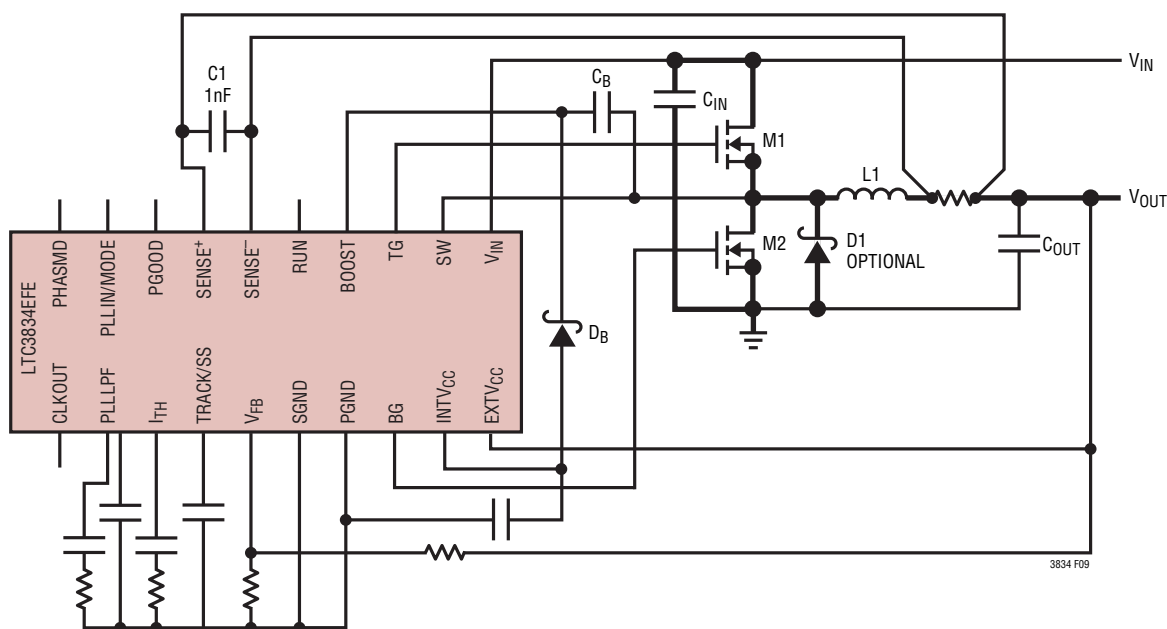 C1
1nF
CB
CIN
VIN
M1
L1
VOUT
M2
D1
OPTIONAL
COUT
DB
LTC3834EFE
PHASMD
PLLIN/MODE
PGOOD
SENSE+
SENSE–
RUN
BOOST
TG
SW
VIN
CLKOUT
PLLLPF
ITH
TRACK/SS
VFB
SGND
PGND
BG
INTVCC
EXTVCC
3834 F09